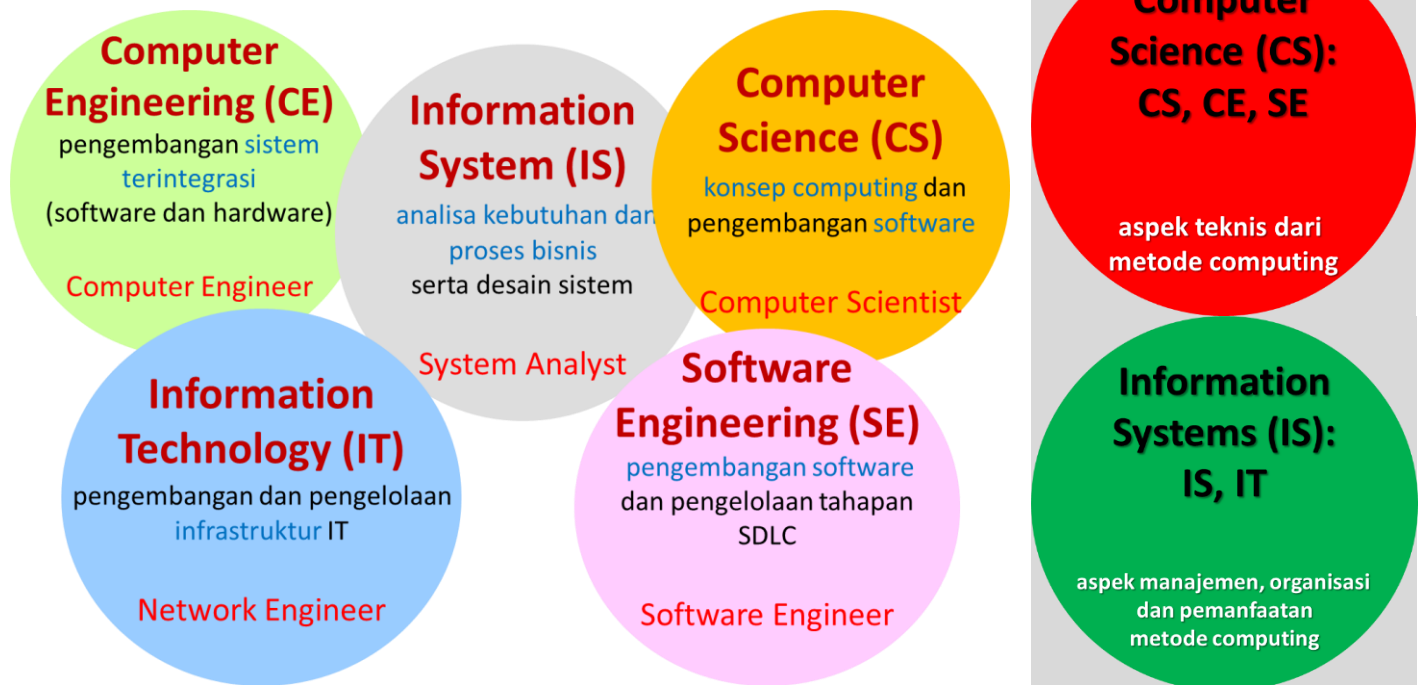 Computer
Engineering (CE)
pengembangan sistem
terintegrasi
(software dan hardware)
Computer Engineer
Information
System (IS)
analisa kebutuhan dan
proses bisnis
serta desain sistem
System Analyst
Computer
Science (CS)
konsep computing dan
pengembangan software
Computer Scientist
Information
Technology (IT)
pengembangan dan pengelolaan
infrastruktur IT
Network Engineer
Software
Engineering (SE)
pengembangan software
dan pengelolaan tahapan
SDLC
Software Engineer
Computer
Science (CS):
CS, CE, SE
aspek teknis dari
metode computing
Information
Systems (IS):
IS, IT
aspek manajemen, organisasi
dan pemanfaatan
metode computing